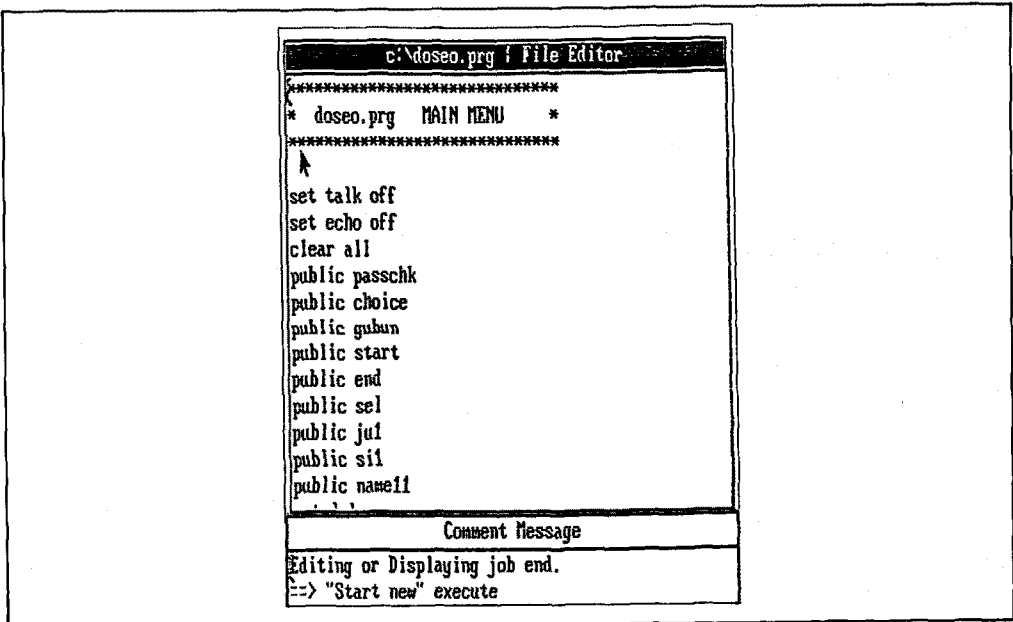 c:\doseo.prg | File Editor
******************************
* doseo.prg MAIN MENU *
******************************
set talk off
set echo off
clear all
public passchk
public choice
public gubun
public start
public end
public sel
public ju1
public si1
public name11
Comment Message
Editing or Displaying job end.
==> "Start new" execute